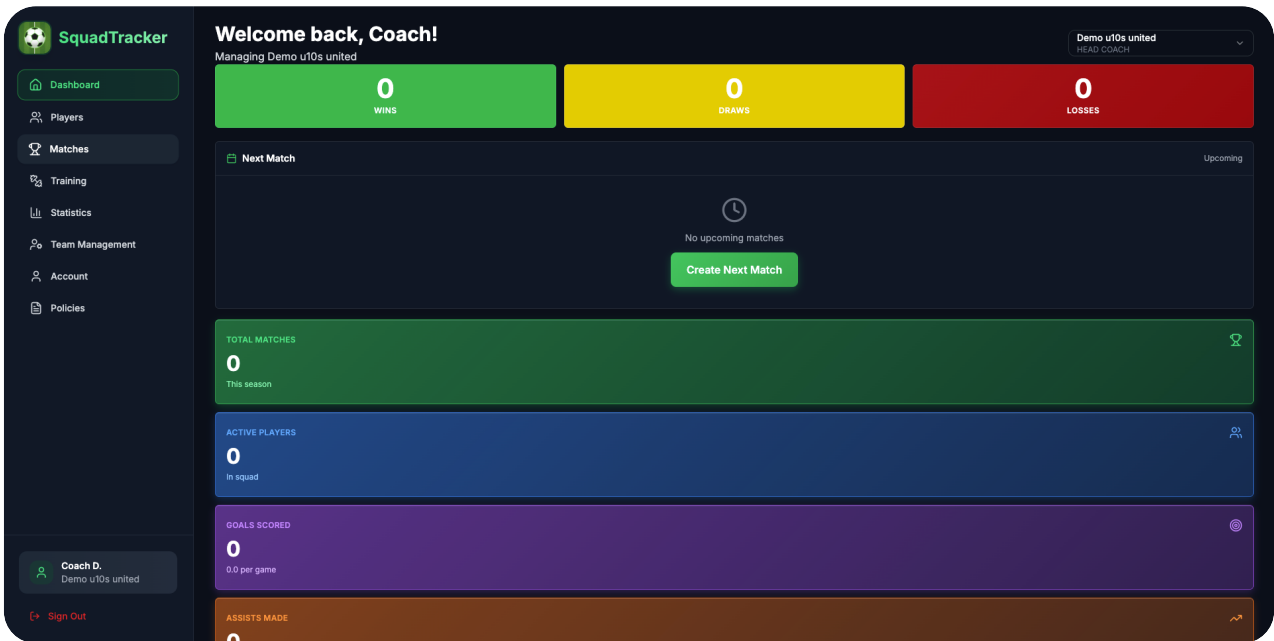 SquadTracker
Dashboard
Players
Matches
Training
Statistics
Team Management
Account
Policies
Coach D.
Demo u10s united
Sign Out
Welcome back, Coach!
Managing Demo u10s united
Demo u10s united
HEAD COACH
0
WINS
0
DRAWS
0
LOSSES
Next Match
Upcoming
No upcoming matches
Create Next Match
TOTAL MATCHES
0
This season
ACTIVE PLAYERS
0
In squad
GOALS SCORED
0
0.0 per game
ASSISTS MADE
0